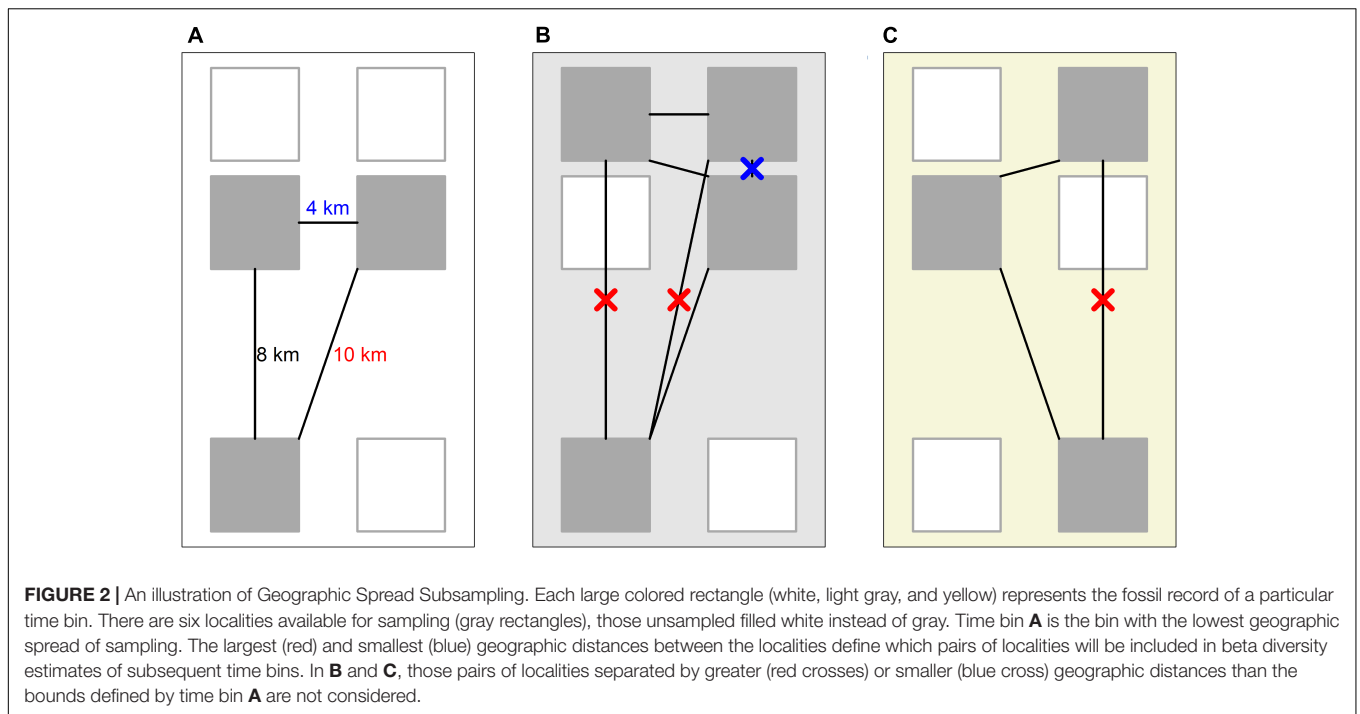 A
B
C
4 km
8 km
10 km
FIGURE 2 | An illustration of Geographic Spread Subsampling. Each large colored rectangle (white, light gray, and yellow) represents the fossil record of a particular
time bin. There are six localities available for sampling (gray rectangles), those unsampled filled white instead of gray. Time bin A is the bin with the lowest geographic
spread of sampling. The largest (red) and smallest (blue) geographic distances between the localities define which pairs of localities will be included in beta diversity
estimates of subsequent time bins. In B and C, those pairs of localities separated by greater (red crosses) or smaller (blue cross) geographic distances than the
bounds defined by time bin A are not considered.